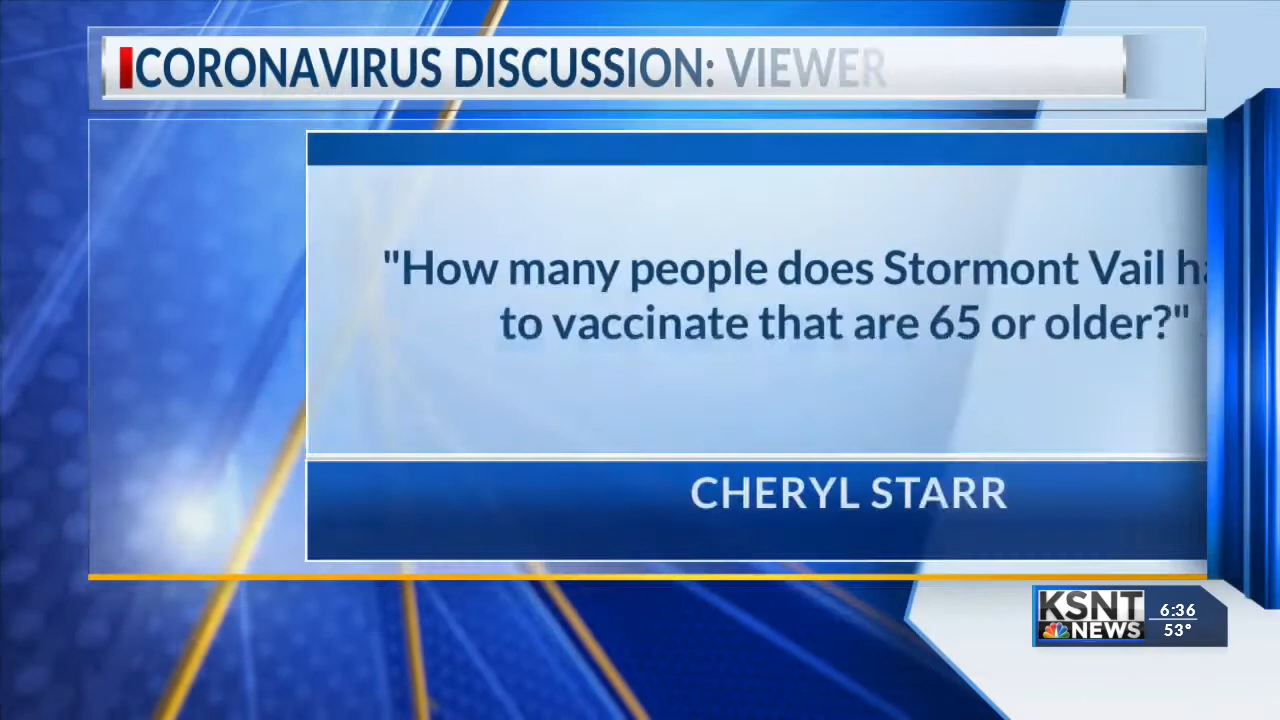 CORONAVIRUS DISCUSSION: VIEWER
"How many people does Stormont Vail
to vaccinate that are 65 or older?"
CHERYL STARR
KSNT
NEWS
6:36
53°